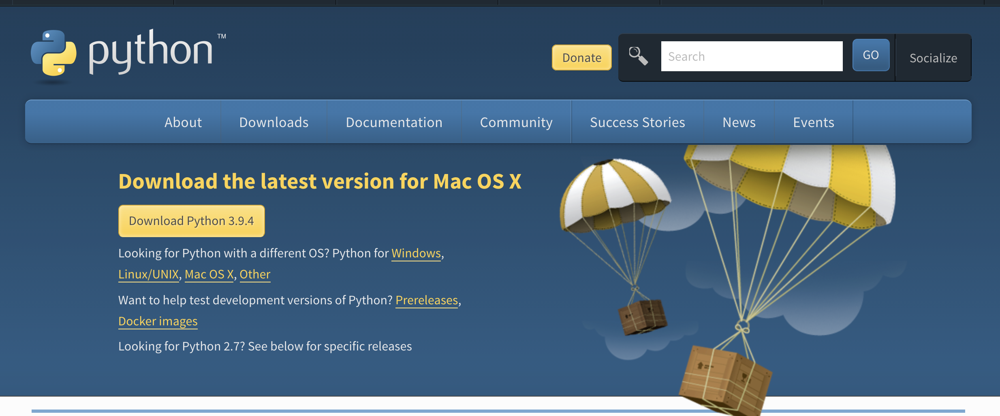 python™
Donate
Search
GO
Socialize
About
Downloads
Documentation
Community
Success Stories
News
Events
Download the latest version for Mac OS X
Download Python 3.9.4
Looking for Python with a different OS? Python for Windows,
Linux/UNIX, Mac OS X, Other
Want to help test development versions of Python? Prereleases,
Docker images
Looking for Python 2.7? See below for specific releases